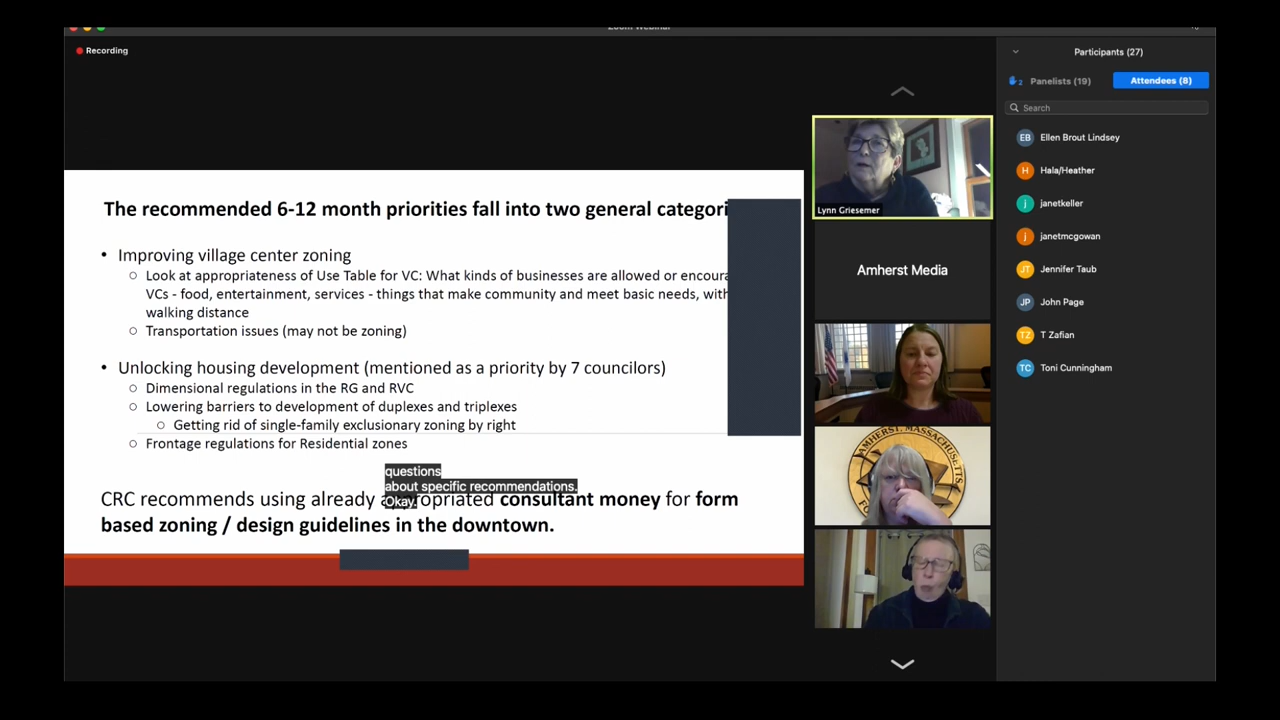 Zoom Webinar
Recording
The recommended 6-12 month priorities fall into two general categori
• Improving village center zoning
○ Look at appropriateness of Use Table for VC: What kinds of businesses are allowed or encoura
VCs - food, entertainment, services - things that make community and meet basic needs, with
walking distance
○ Transportation issues (may not be zoning)
• Unlocking housing development (mentioned as a priority by 7 councilors)
○ Dimensional regulations in the RG and RVC
○ Lowering barriers to development of duplexes and triplexes
○ Getting rid of single-family exclusionary zoning by right
○ Frontage regulations for Residential zones
questions
about specific recommendations.
Okay.
CRC recommends using already appropriated consultant money for form
based zoning / design guidelines in the downtown.
Lynn Griesemer
Amherst Media
AMHERST, MASSACHUSETTS
Participants (27)
2 Panelists (19) Attendees (8)
Search
EB Ellen Brout Lindsey
H Hala/Heather
j janetkeller
j janetmcgowan
JT Jennifer Taub
JP John Page
TZ T Zafian
TC Toni Cunningham